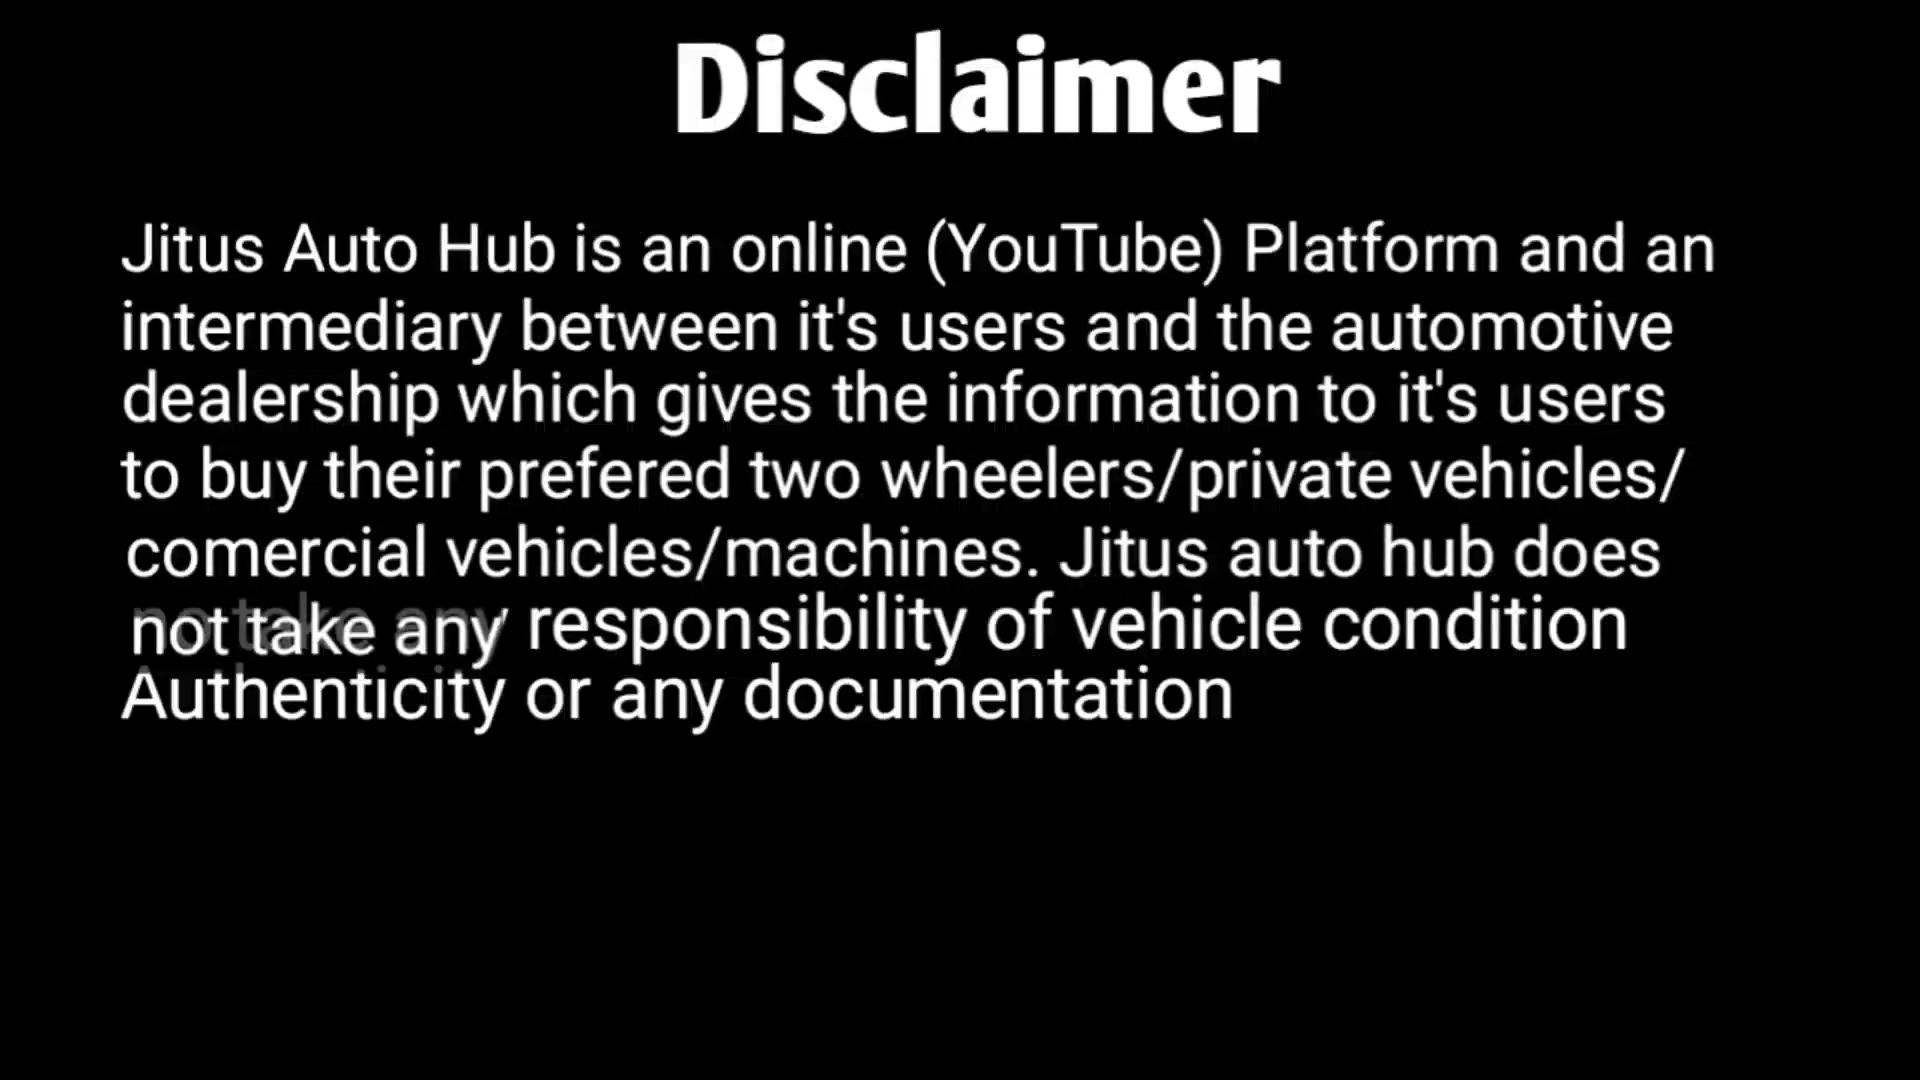 Disclaimer
Jitus Auto Hub is an online (YouTube) Platform and an
intermediary between it's users and the automotive
dealership which gives the information to it's users
to buy their prefered two wheelers/private vehicles/
comercial vehicles/machines. Jitus auto hub does
not take any responsibility of vehicle condition
Authenticity or any documentation